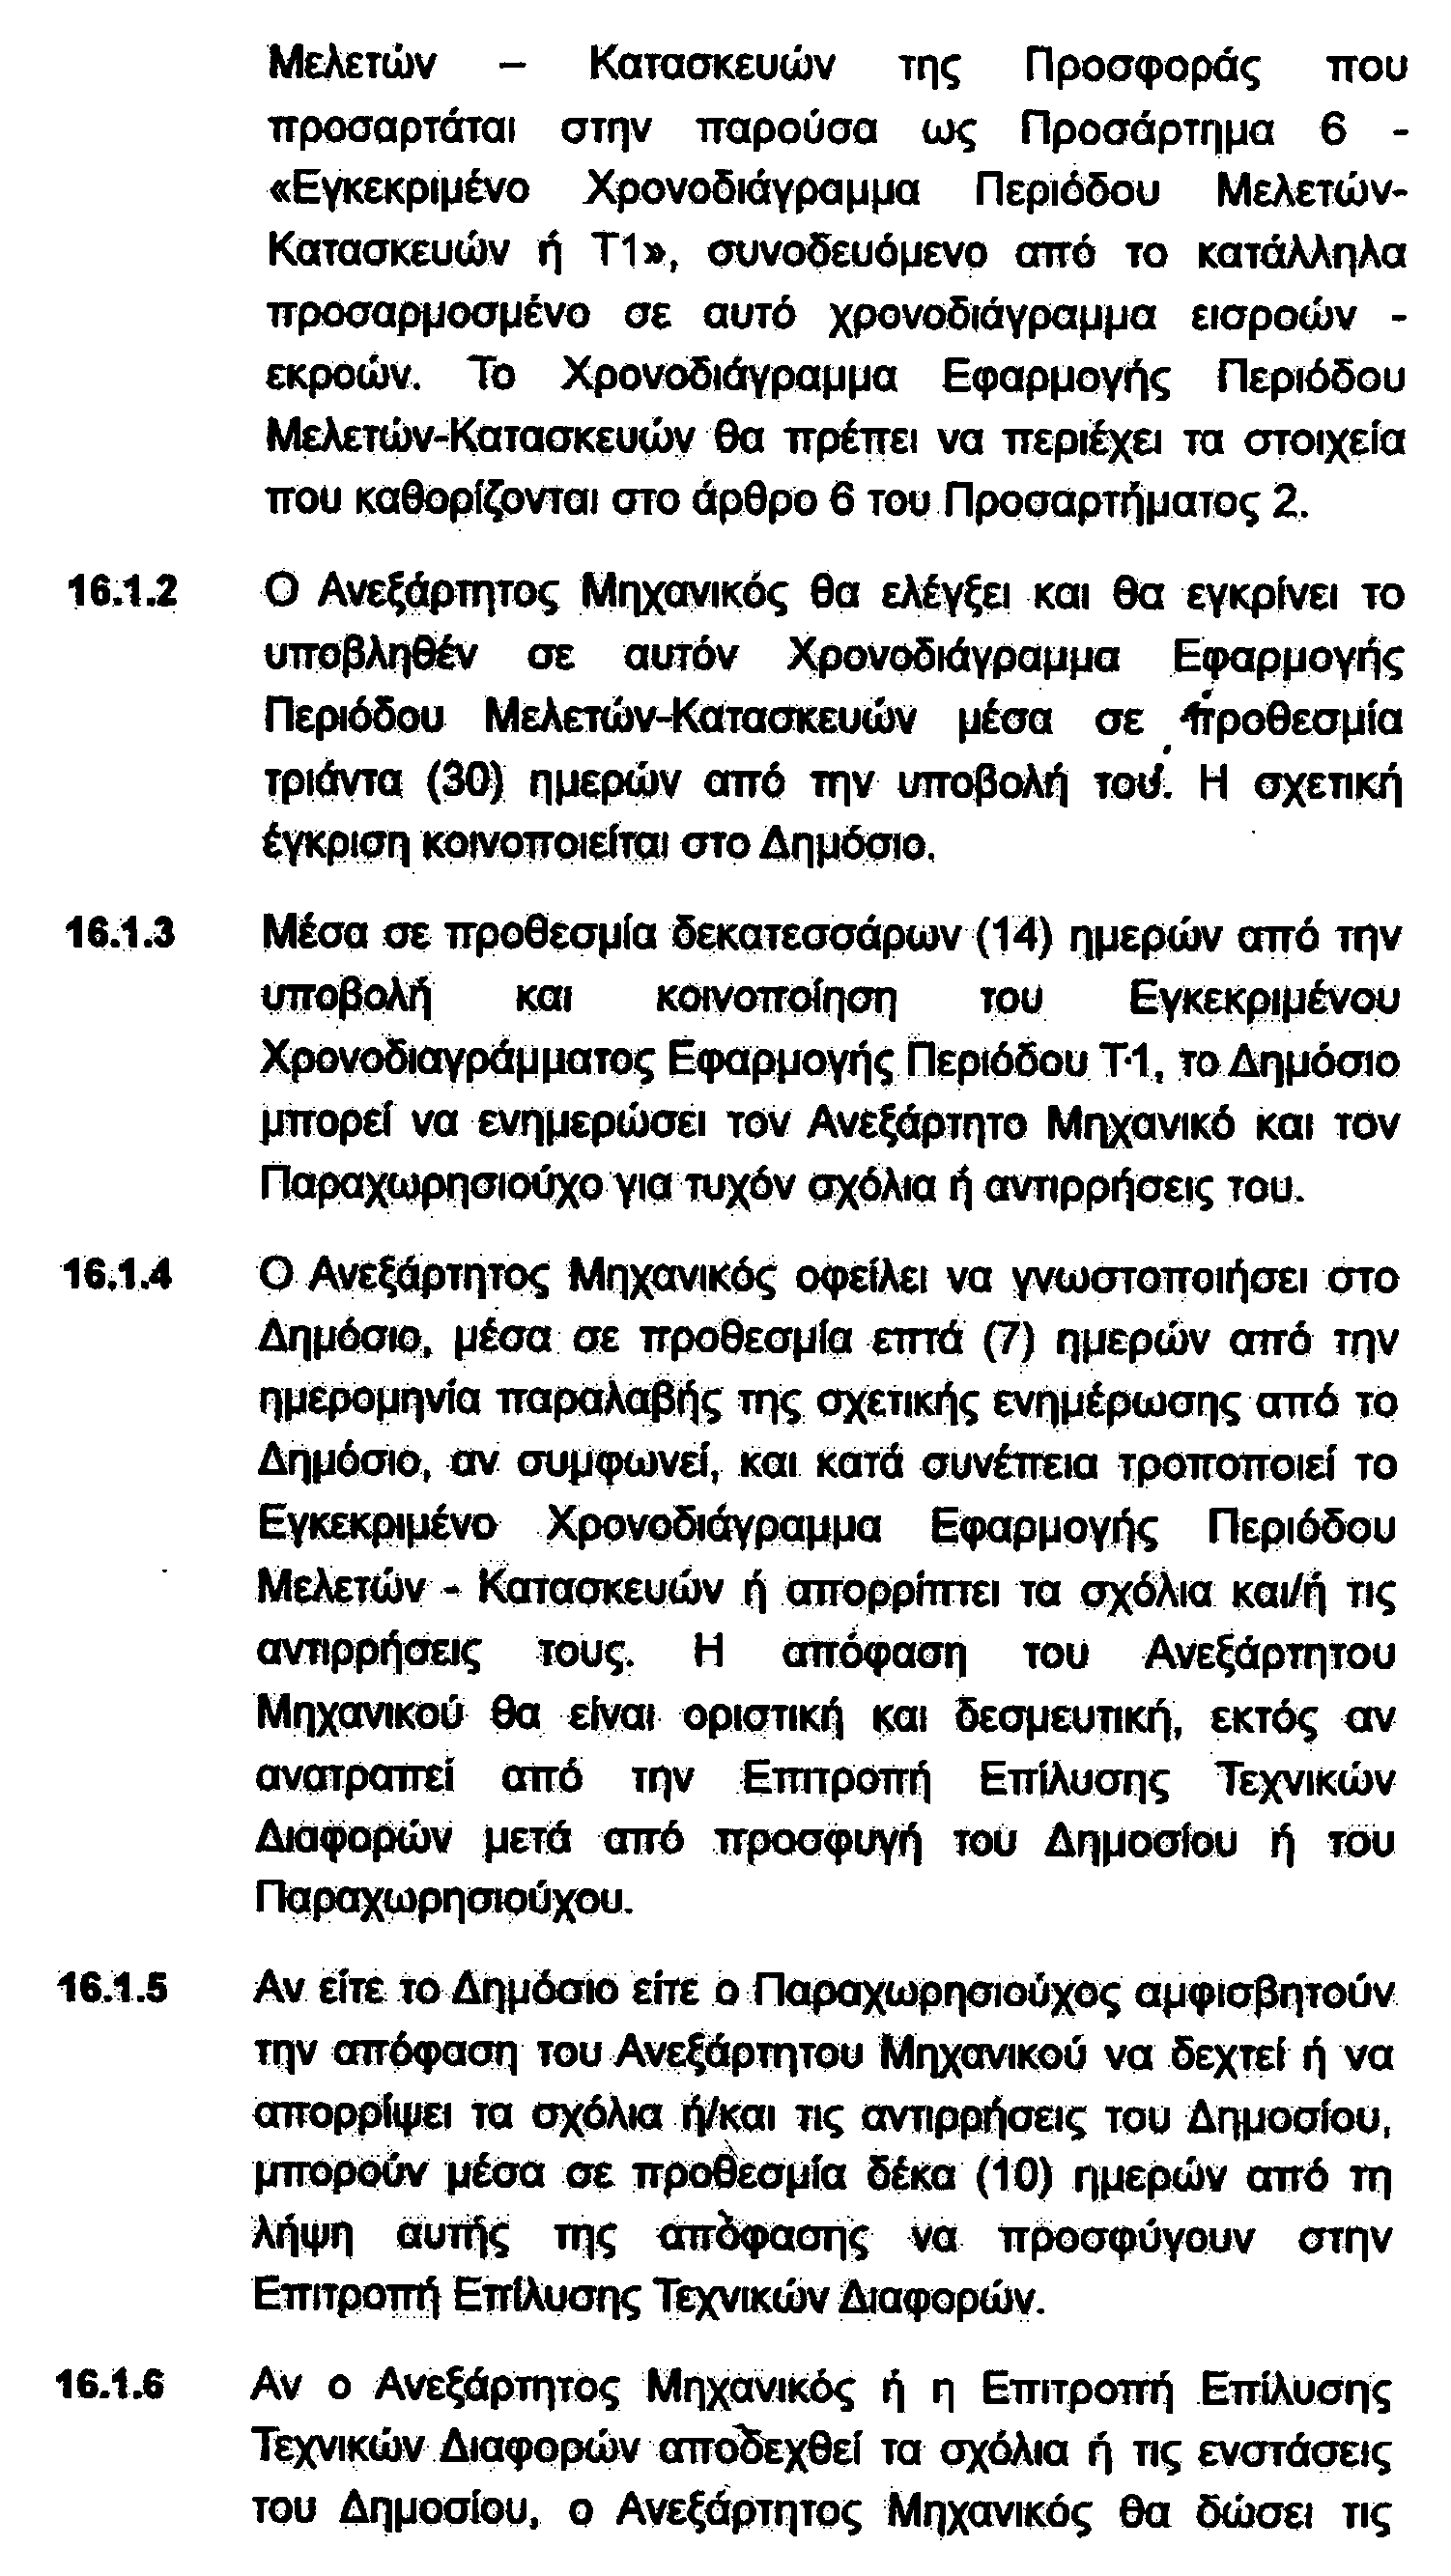 Μελετών – Κατασκευών της Προσφοράς που
προσαρτάται στην παρούσα ως Προσάρτημα 6 -
«Εγκεκριμένο Χρονοδιάγραμμα Περιόδου Μελετών-
Κατασκευών ή Τ1», συνοδευόμενο από το κατάλληλα
προσαρμοσμένο σε αυτό χρονοδιάγραμμα εισροών -
εκροών. Το Χρονοδιάγραμμα Εφαρμογής Περιόδου
Μελετών-Κατασκευών θα πρέπει να περιέχει τα στοιχεία
που καθορίζονται στο άρθρο 6 του Προσαρτήματος 2.
16.1.2 Ο Ανεξάρτητος Μηχανικός θα ελέγξει και θα εγκρίνει το
υποβληθέν σε αυτόν Χρονοδιάγραμμα Εφαρμογής
Περιόδου Μελετών-Κατασκευών μέσα σε προθεσμία
τριάντα (30) ημερών από την υποβολή του. Η σχετική
έγκριση κοινοποιείται στο Δημόσιο.
16.1.3 Μέσα σε προθεσμία δεκατεσσάρων (14) ημερών από την
υποβολή και κοινοποίηση του Εγκεκριμένου
Χρονοδιαγράμματος Εφαρμογής Περιόδου Τ1, το Δημόσιο
μπορεί να ενημερώσει τον Ανεξάρτητο Μηχανικό και τον
Παραχωρησιούχο για τυχόν σχόλια ή αντιρρήσεις του.
16.1.4 Ο Ανεξάρτητος Μηχανικός οφείλει να γνωστοποιήσει στο
Δημόσιο, μέσα σε προθεσμία επτά (7) ημερών από την
ημερομηνία παραλαβής της σχετικής ενημέρωσης από το
Δημόσιο, αν συμφωνεί, και κατά συνέπεια τροποποιεί το
Εγκεκριμένο Χρονοδιάγραμμα Εφαρμογής Περιόδου
Μελετών - Κατασκευών ή απορρίπτει τα σχόλια και/ή τις
αντιρρήσεις τους. Η απόφαση του Ανεξάρτητου
Μηχανικού θα είναι οριστική και δεσμευτική, εκτός αν
ανατραπεί από την Επιτροπή Επίλυσης Τεχνικών
Διαφορών μετά από προσφυγή του Δημοσίου ή του
Παραχωρησιούχου.
16.1.5 Αν είτε το Δημόσιο είτε ο Παραχωρησιούχος αμφισβητούν
την απόφαση του Ανεξάρτητου Μηχανικού να δεχτεί ή να
απορρίψει τα σχόλια ή/και τις αντιρρήσεις του Δημοσίου,
μπορούν μέσα σε προθεσμία δέκα (10) ημερών από τη
λήψη αυτής της απόφασης να προσφύγουν στην
Επιτροπή Επίλυσης Τεχνικών Διαφορών.
16.1.6 Αν ο Ανεξάρτητος Μηχανικός ή η Επιτροπή Επίλυσης
Τεχνικών Διαφορών αποδεχθεί τα σχόλια ή τις ενστάσεις
του Δημοσίου, ο Ανεξάρτητος Μηχανικός θα δώσει τις